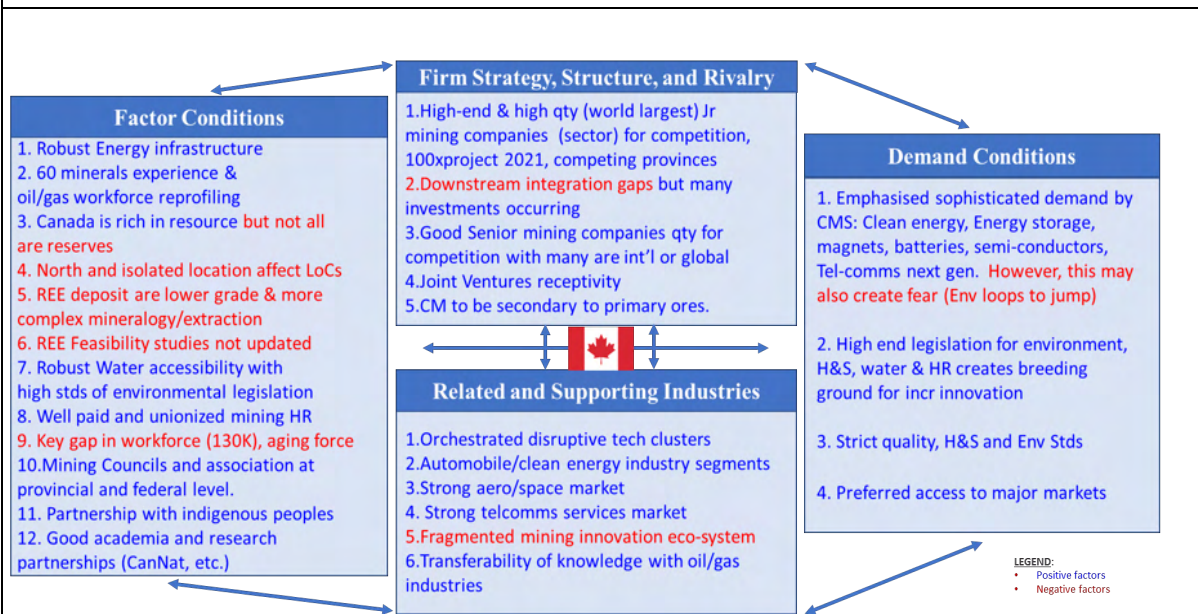 Firm Strategy, Structure, and Rivalry
1.High-end & high qty (world largest) Jr
mining companies (sector) for competition,
100xproject 2021, competing provinces
2.Downstream integration gaps but many
investments occurring
3.Good Senior mining companies qty for
competition with many are int'l or global
4.Joint Ventures receptivity
5.CM to be secondary to primary ores.
Factor Conditions
1. Robust Energy infrastructure
2. 60 minerals experience &
oil/gas workforce reprofiling
3. Canada is rich in resource but not all
are reserves
4. North and isolated location affect LoCs
5. REE deposit are lower grade & more
complex mineralogy/extraction
6. REE Feasibility studies not updated
7. Robust Water accessibility with
high stds of environmental legislation
8. Well paid and unionized mining HR
9. Key gap in workforce (130K), aging force
10.Mining Councils and association at
provincial and federal level.
11. Partnership with indigenous peoples
12. Good academia and research
partnerships (CanNat, etc.)
Demand Conditions
1. Emphasised sophisticated demand by
CMS: Clean energy, Energy storage,
magnets, batteries, semi-conductors,
Tel-comms next gen. However, this may
also create fear (Env loops to jump)
2. High end legislation for environment,
H&S, water & HR creates breeding
ground for incr innovation
3. Strict quality, H&S and Env Stds
4. Preferred access to major markets
Related and Supporting Industries
1.Orchestrated disruptive tech clusters
2.Automobile/clean energy industry segments
3.Strong aero/space market
4. Strong telcomms services market
5.Fragmented mining innovation eco-system
6.Transferability of knowledge with oil/gas
industries
LEGEND:
• Positive factors
• Negative factors